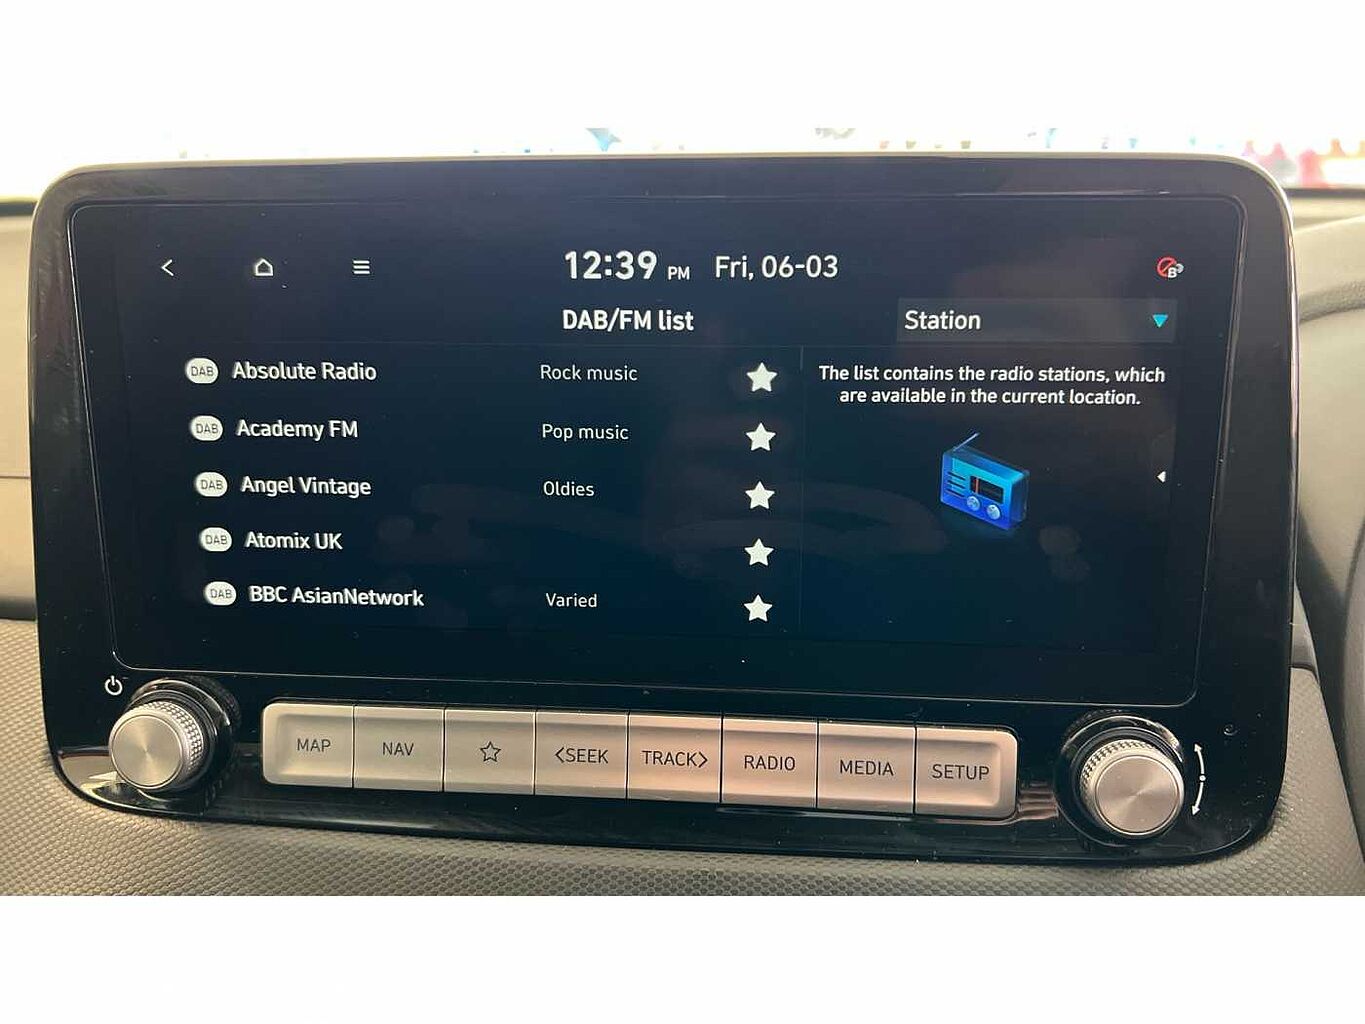 12:39 PM Fri, 06-03
DAB/FM list
Station
DAB Absolute Radio Rock music
DAB Academy FM Pop music
DAB Angel Vintage Oldies
DAB Atomix UK
DAB BBC AsianNetwork Varied
The list contains the radio stations, which
are available in the current location.
MAP NAV <SEEK TRACK> RADIO MEDIA SETUP